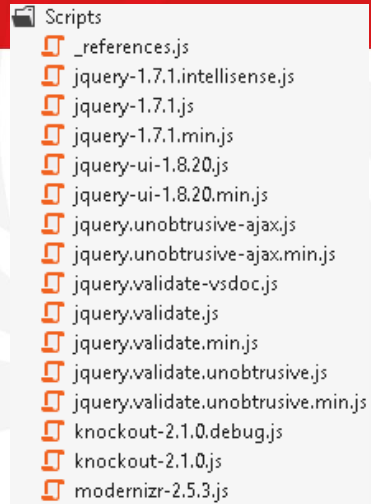 Scripts
_references.js
jquery-1.7.1.intellisense.js
jquery-1.7.1.js
jquery-1.7.1.min.js
jquery-ui-1.8.20.js
jquery-ui-1.8.20.min.js
jquery.unobtrusive-ajax.js
jquery.unobtrusive-ajax.min.js
jquery.validate-vsdoc.js
jquery.validate.js
jquery.validate.min.js
jquery.validate.unobtrusive.js
jquery.validate.unobtrusive.min.js
knockout-2.1.0.debug.js
knockout-2.1.0.js
modernizr-2.5.3.js